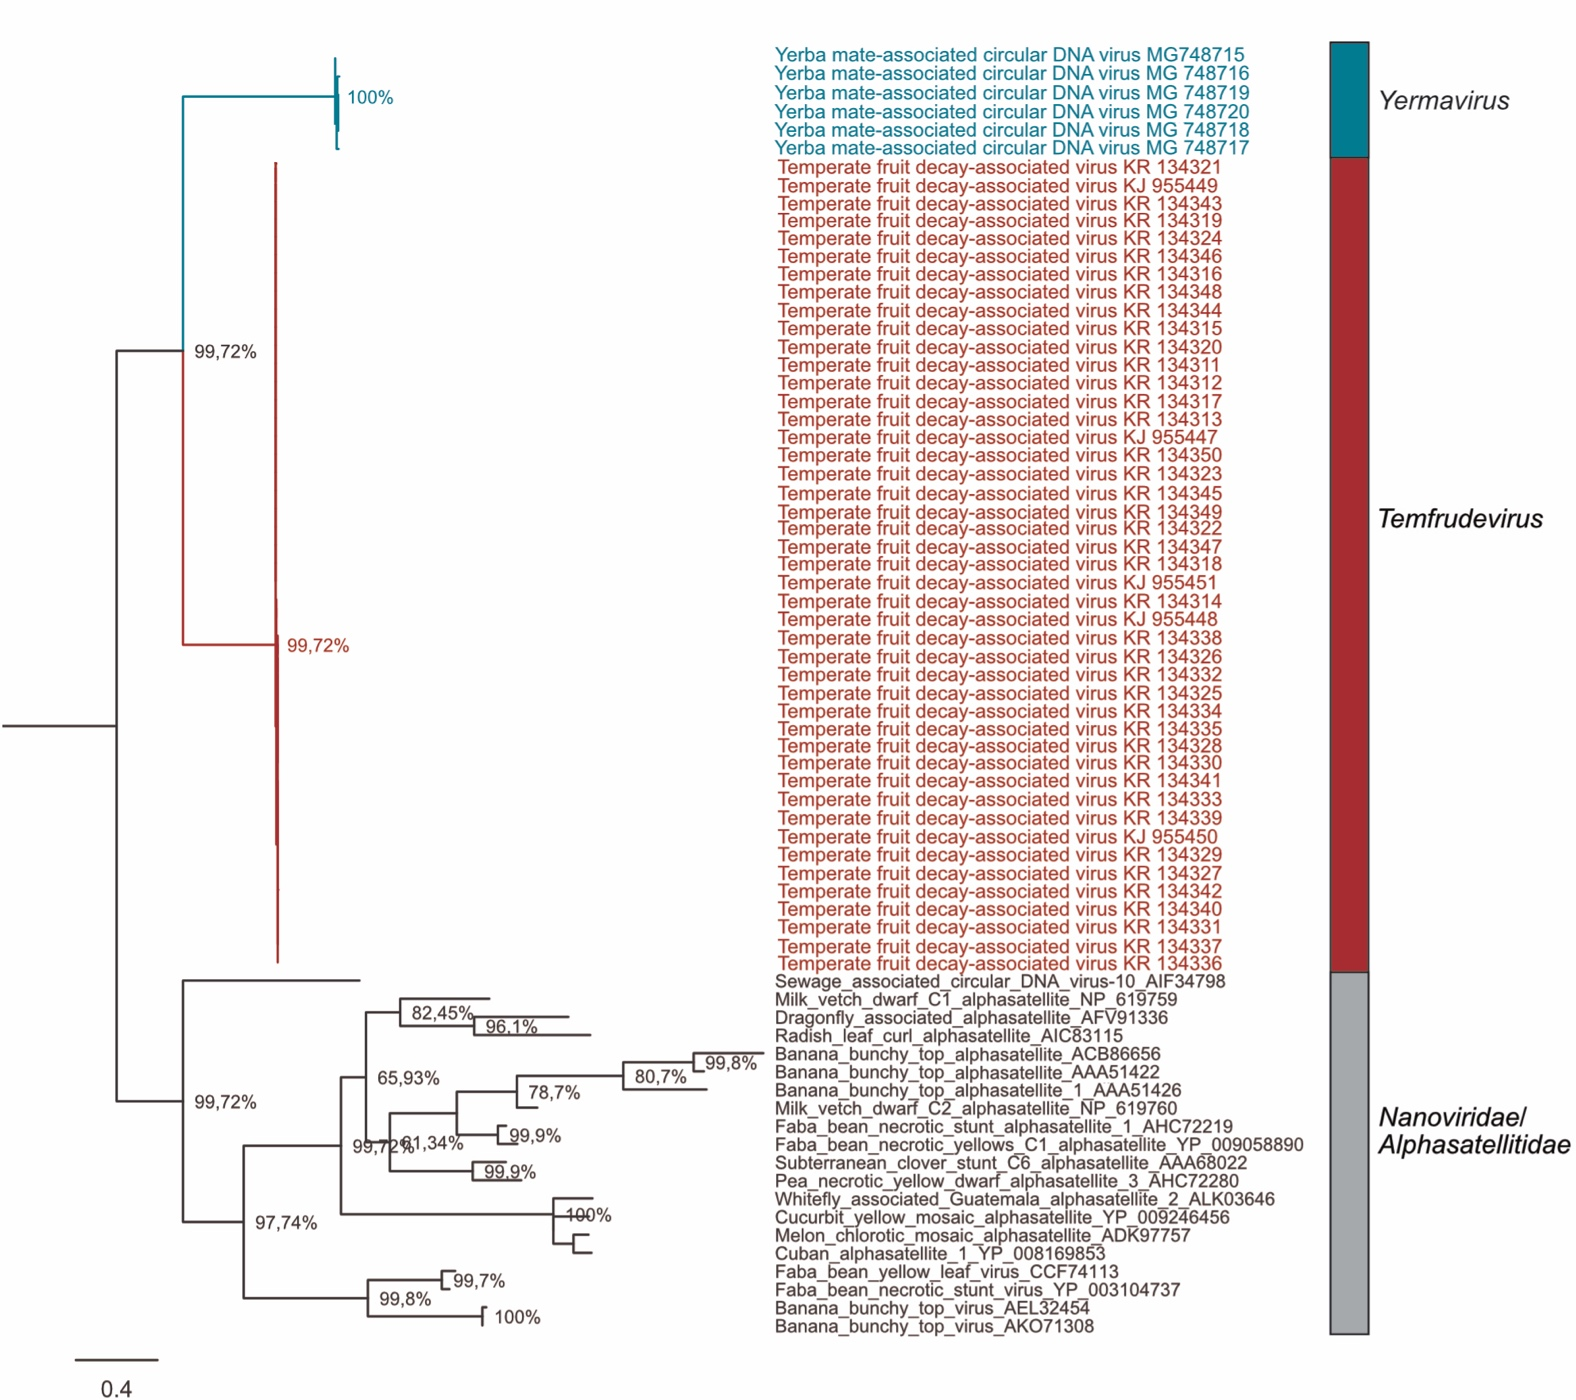 Yerba mate-associated circular DNA virus MG748715
Yerba mate-associated circular DNA virus MG 748716
Yerba mate-associated circular DNA virus MG 748719
Yerba mate-associated circular DNA virus MG 748720
Yerba mate-associated circular DNA virus MG 748718
Yerba mate-associated circular DNA virus MG 748717
100%
Yermavirus
Temperate fruit decay-associated virus KR 134321
Temperate fruit decay-associated virus KJ 955449
Temperate fruit decay-associated virus KR 134343
Temperate fruit decay-associated virus KR 134319
Temperate fruit decay-associated virus KR 134324
Temperate fruit decay-associated virus KR 134346
Temperate fruit decay-associated virus KR 134316
Temperate fruit decay-associated virus KR 134348
Temperate fruit decay-associated virus KR 134344
Temperate fruit decay-associated virus KR 134315
Temperate fruit decay-associated virus KR 134320
Temperate fruit decay-associated virus KR 134311
Temperate fruit decay-associated virus KR 134312
Temperate fruit decay-associated virus KR 134317
Temperate fruit decay-associated virus KR 134313
Temperate fruit decay-associated virus KJ 955447
Temperate fruit decay-associated virus KR 134350
Temperate fruit decay-associated virus KR 134323
Temperate fruit decay-associated virus KR 134345
Temperate fruit decay-associated virus KR 134349
Temperate fruit decay-associated virus KR 134322
Temperate fruit decay-associated virus KR 134347
Temperate fruit decay-associated virus KR 134318
Temperate fruit decay-associated virus KJ 955451
Temperate fruit decay-associated virus KR 134314
Temperate fruit decay-associated virus KJ 955448
Temperate fruit decay-associated virus KR 134338
Temperate fruit decay-associated virus KR 134326
Temperate fruit decay-associated virus KR 134332
Temperate fruit decay-associated virus KR 134325
Temperate fruit decay-associated virus KR 134334
Temperate fruit decay-associated virus KR 134335
Temperate fruit decay-associated virus KR 134328
Temperate fruit decay-associated virus KR 134330
Temperate fruit decay-associated virus KR 134341
Temperate fruit decay-associated virus KR 134333
Temperate fruit decay-associated virus KR 134339
Temperate fruit decay-associated virus KJ 955450
Temperate fruit decay-associated virus KR 134329
Temperate fruit decay-associated virus KR 134327
Temperate fruit decay-associated virus KR 134342
Temperate fruit decay-associated virus KR 134340
Temperate fruit decay-associated virus KR 134331
Temperate fruit decay-associated virus KR 134337
Temperate fruit decay-associated virus KR 134336
99,72%
99,72%
Temfrudevirus
Sewage_associated_circular_DNA_virus-10_AIF34798
Milk_vetch_dwarf_C1_alphasatellite_NP_619759
Dragonfly_associated_alphasatellite_AFV91336
Radish_leaf_curl_alphasatellite_AIC83115
Banana_bunchy_top_alphasatellite_ACB86656
Banana_bunchy_top_alphasatellite_AAA51422
Banana_bunchy_top_alphasatellite_1_AAA51426
Milk_vetch_dwarf_C2_alphasatellite_NP_619760
Faba_bean_necrotic_stunt_alphasatellite_1_AHC72219
Faba_bean_necrotic_yellows_C1_alphasatellite_YP_009058890
Subterranean_clover_stunt_C6_alphasatellite_AAA68022
Pea_necrotic_yellow_dwarf_alphasatellite_3_AHC72280
Whitefly_associated_Guatemala_alphasatellite_2_ALK03646
Cucurbit_yellow_mosaic_alphasatellite_YP_009246456
Melon_chlorotic_mosaic_alphasatellite_ADK97757
Cuban_alphasatellite_1_YP_008169853
Faba_bean_yellow_leaf_virus_CCF74113
Faba_bean_necrotic_stunt_virus_YP_003104737
Banana_bunchy_top_virus_AEL32454
Banana_bunchy_top_virus_AKO71308
82,45%
96,1%
99,8%
65,93%
80,7%
78,7%
99,72%
99,9%
99,72%
61,34%
99,9%
100%
97,74%
99,7%
99,8%
100%
Nanoviridae/
Alphasatellitidae
0.4